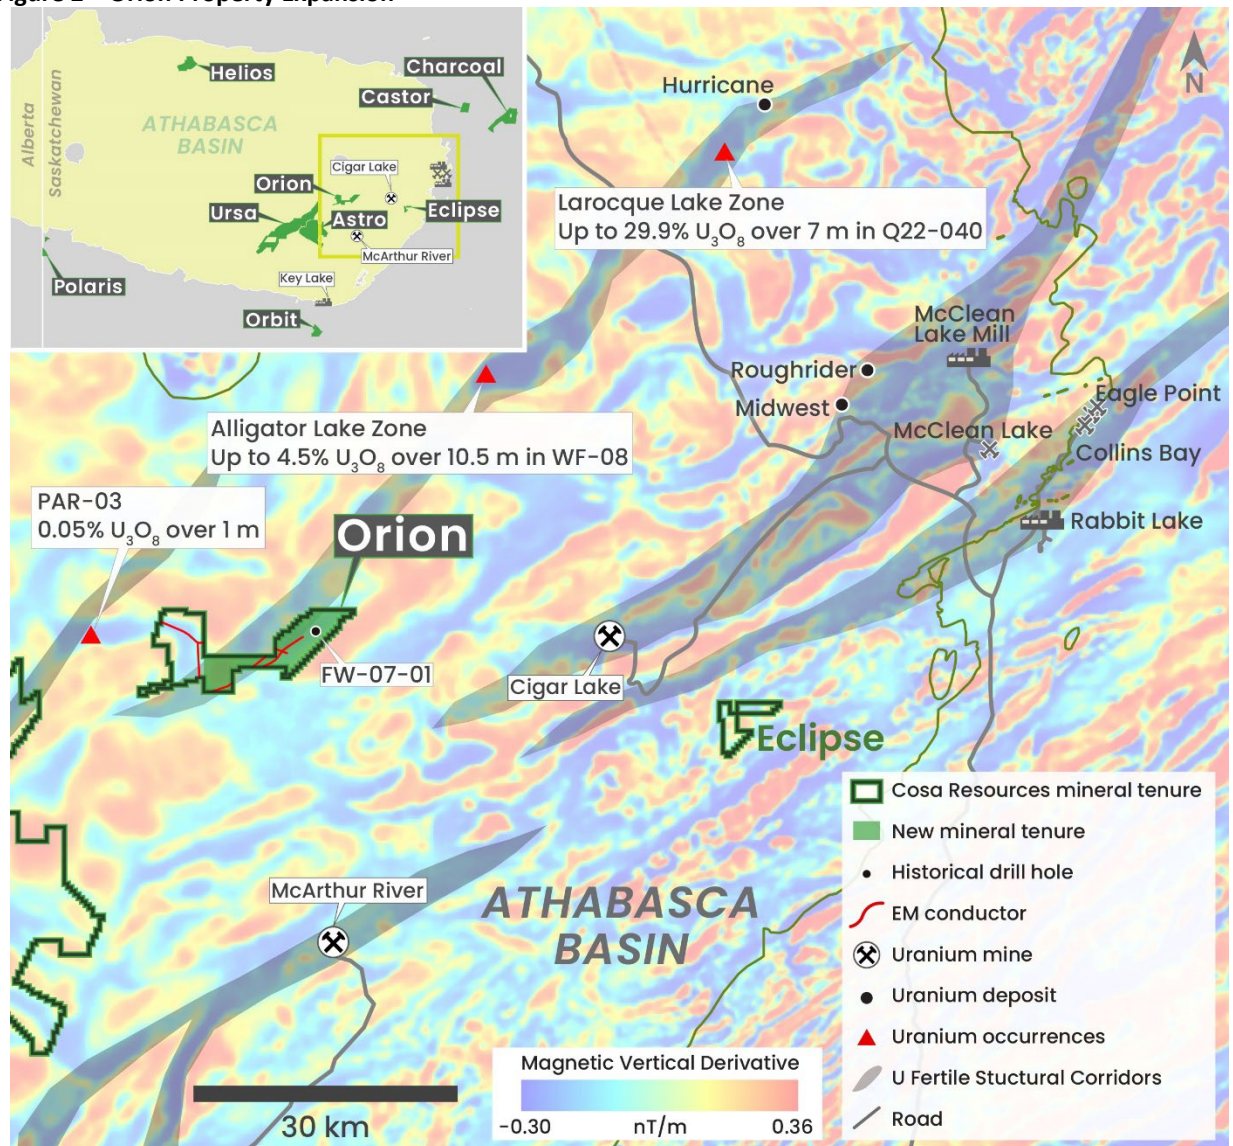 Figure 2 – Orion Property Expansion
Helios
Charcoal
Castor
ATHABASCA
BASIN
Alberta
Saskatchewan
Cigar Lake
Orion
Ursa
Astro
Eclipse
McArthur River
Polaris
Key Lake
Orbit
N
Hurricane
Larocque Lake Zone
Up to 29.9% U₃O₈ over 7 m in Q22-040
McClean
Lake Mill
Roughrider
Midwest
Eagle Point
McClean Lake
Collins Bay
Rabbit Lake
Alligator Lake Zone
Up to 4.5% U₃O₈ over 10.5 m in WF-08
PAR-03
0.05% U₃O₈ over 1 m
Orion
FW-07-01
Cigar Lake
Eclipse
McArthur River
ATHABASCA
BASIN
Cosa Resources mineral tenure
New mineral tenure
Historical drill hole
EM conductor
Uranium mine
Uranium deposit
Uranium occurrences
U Fertile Stuctural Corridors
Road
Magnetic Vertical Derivative
-0.30 nT/m 0.36
30 km